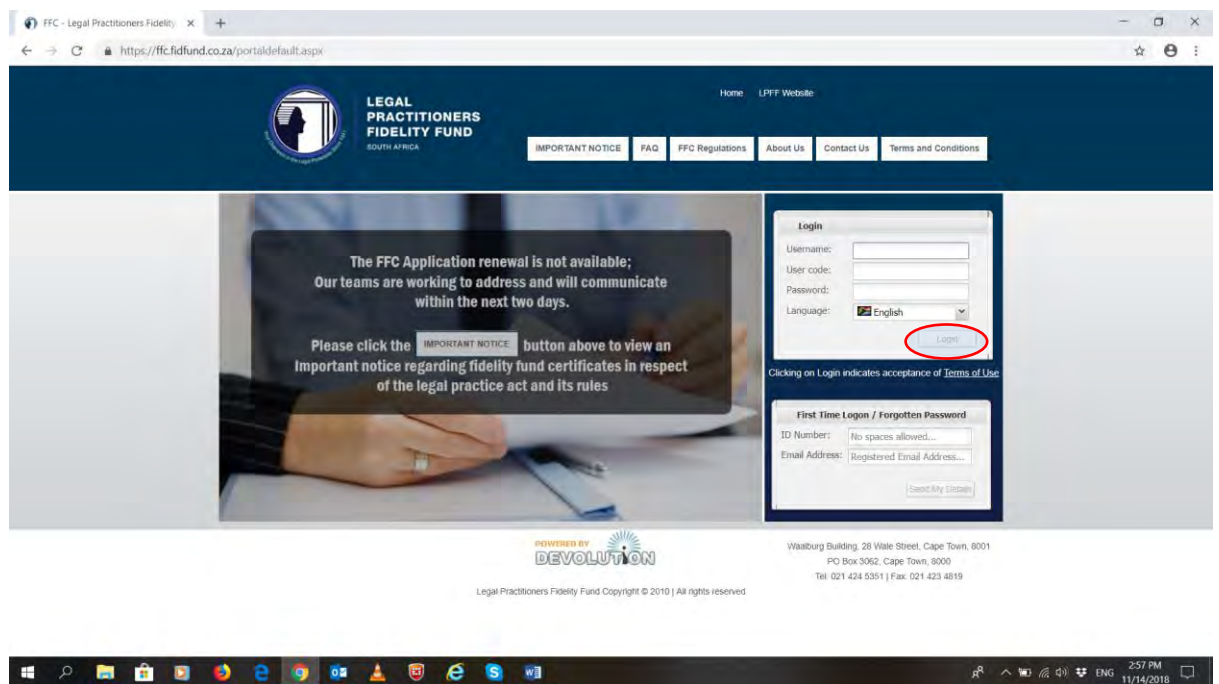 FFC - Legal Practitioners Fidelity
https://ffc.fidfund.co.za/portaldefault.aspx
Home LPFF Website
LEGAL
PRACTITIONERS
FIDELITY FUND
SOUTH AFRICA
IMPORTANT NOTICE FAQ FFC Regulations About Us Contact Us Terms and Conditions
The FFC Application renewal is not available;
Our teams are working to address and will communicate
within the next two days.
Please click the IMPORTANT NOTICE button above to view an
Important notice regarding fidelity fund certificates in respect
of the legal practice act and its rules
Login
Username:
User code:
Password:
Language: English
Login
Clicking on Login indicates acceptance of Terms of Use
First Time Logon / Forgotten Password
ID Number: No spaces allowed...
Email Address: Registered Email Address...
Send My Details
POWERED BY
DEVOLUTION
Legal Practitioners Fidelity Fund Copyright © 2010 | All rights reserved
Waalburg Building, 28 Wale Street, Cape Town, 8001
PO Box 3062, Cape Town, 8000
Tel: 021 424 5351 | Fax: 021 423 4819
ENG
2:57 PM
11/14/2018